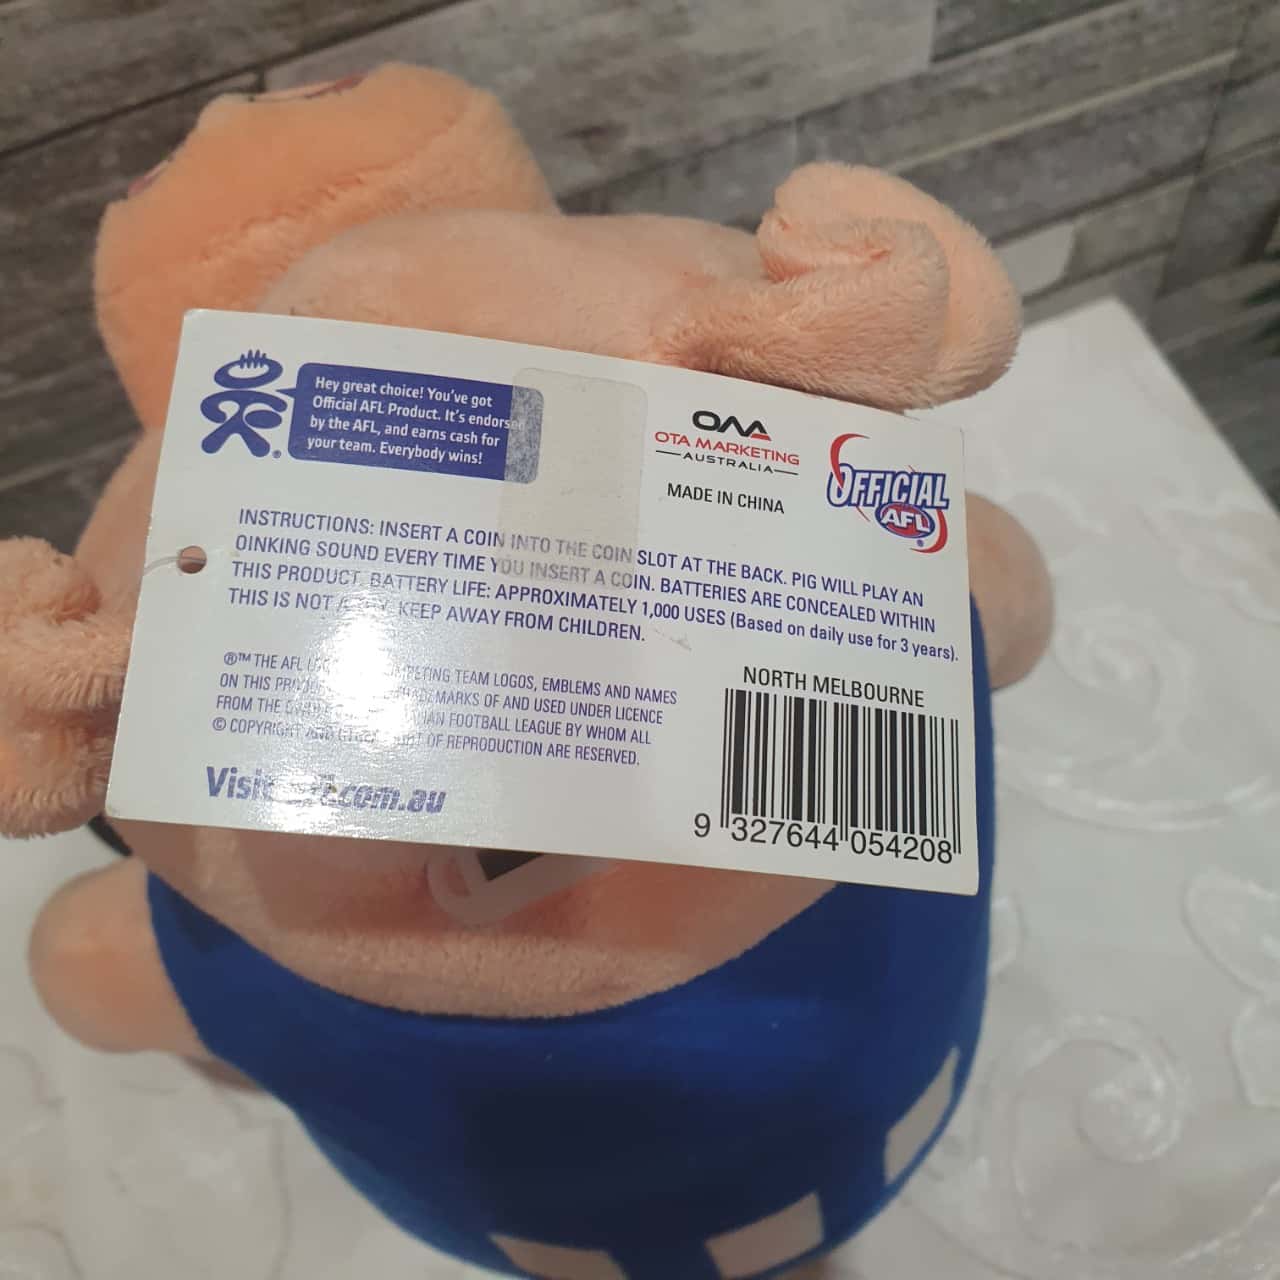 Hey great choice! You've got
Official AFL Product. It's endorsed
by the AFL, and earns cash for
your team. Everybody wins!
®
OMA
OTA MARKETING
AUSTRALIA
MADE IN CHINA
OFFICIAL
AFL
INSTRUCTIONS: INSERT A COIN INTO THE COIN SLOT AT THE BACK. PIG WILL PLAY AN
OINKING SOUND EVERY TIME YOU INSERT A COIN. BATTERIES ARE CONCEALED WITHIN
THIS PRODUCT. BATTERY LIFE: APPROXIMATELY 1,000 USES (Based on daily use for 3 years).
THIS IS NOT A TOY. KEEP AWAY FROM CHILDREN.
®™ THE AFL TEAM LOGOS, EMBLEMS AND NAMES
ON THIS TRADEMARKS OF AND USED UNDER LICENCE
FROM THE FOOTBALL LEAGUE BY WHOM ALL
© COPYRIGHT AND OF REPRODUCTION ARE RESERVED.
Visit afl.com.au
NORTH MELBOURNE
9 327644 054208